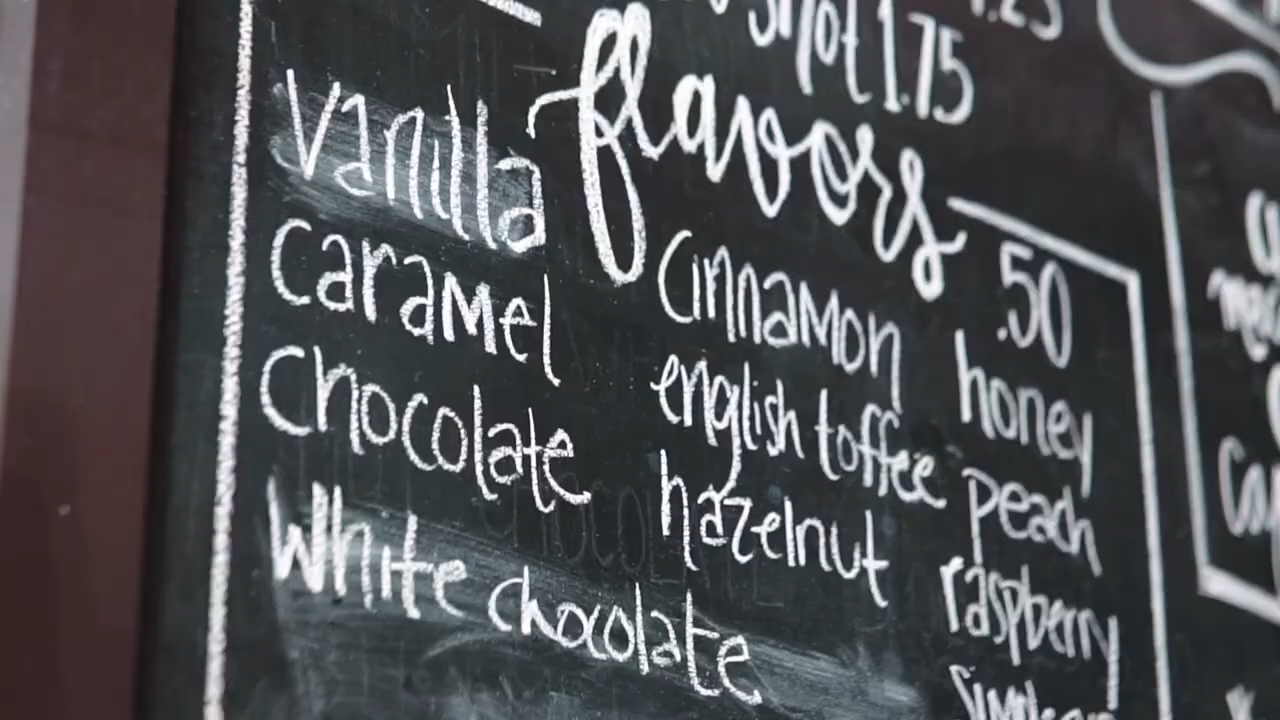 shot 1.75
flavors
.50
vanilla
caramel
chocolate
white chocolate
cinnamon
english toffee
hazelnut
honey
peach
raspberry